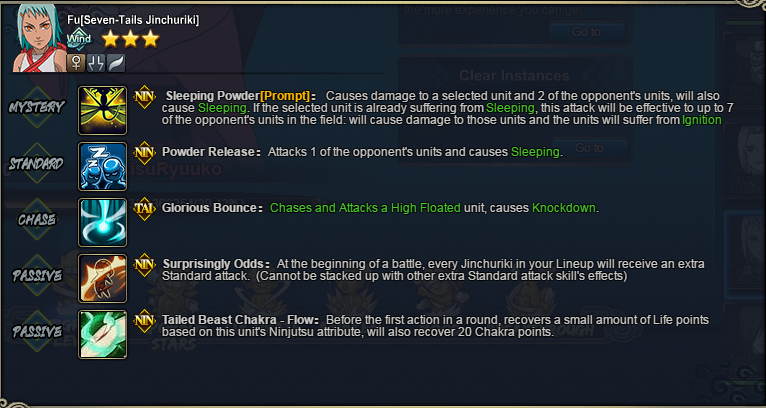 Fu[Seven-Tails Jinchuriki]
Wind
Go to
Clear Instances
MYSTERY
NIN Sleeping Powder[Prompt]: Causes damage to a selected unit and 2 of the opponent's units, will also
cause Sleeping. If the selected unit is already suffering from Sleeping, this attack will be effective to up to 7
of the opponent's units in the field: will cause damage to those units and the units will suffer from Ignition
STANDARD
NIN Powder Release: Attacks 1 of the opponent's units and causes Sleeping.
Go to
CHASE
TAI Glorious Bounce: Chases and Attacks a High Floated unit, causes Knockdown.
PASSIVE
NIN Surprisingly Odds: At the beginning of a battle, every Jinchuriki in your Lineup will receive an extra
Standard attack. (Cannot be stacked up with other extra Standard attack skill's effects)
PASSIVE
NIN Tailed Beast Chakra - Flow: Before the first action in a round, recovers a small amount of Life points
based on this unit's Ninjutsu attribute, will also recover 20 Chakra points.
STARS